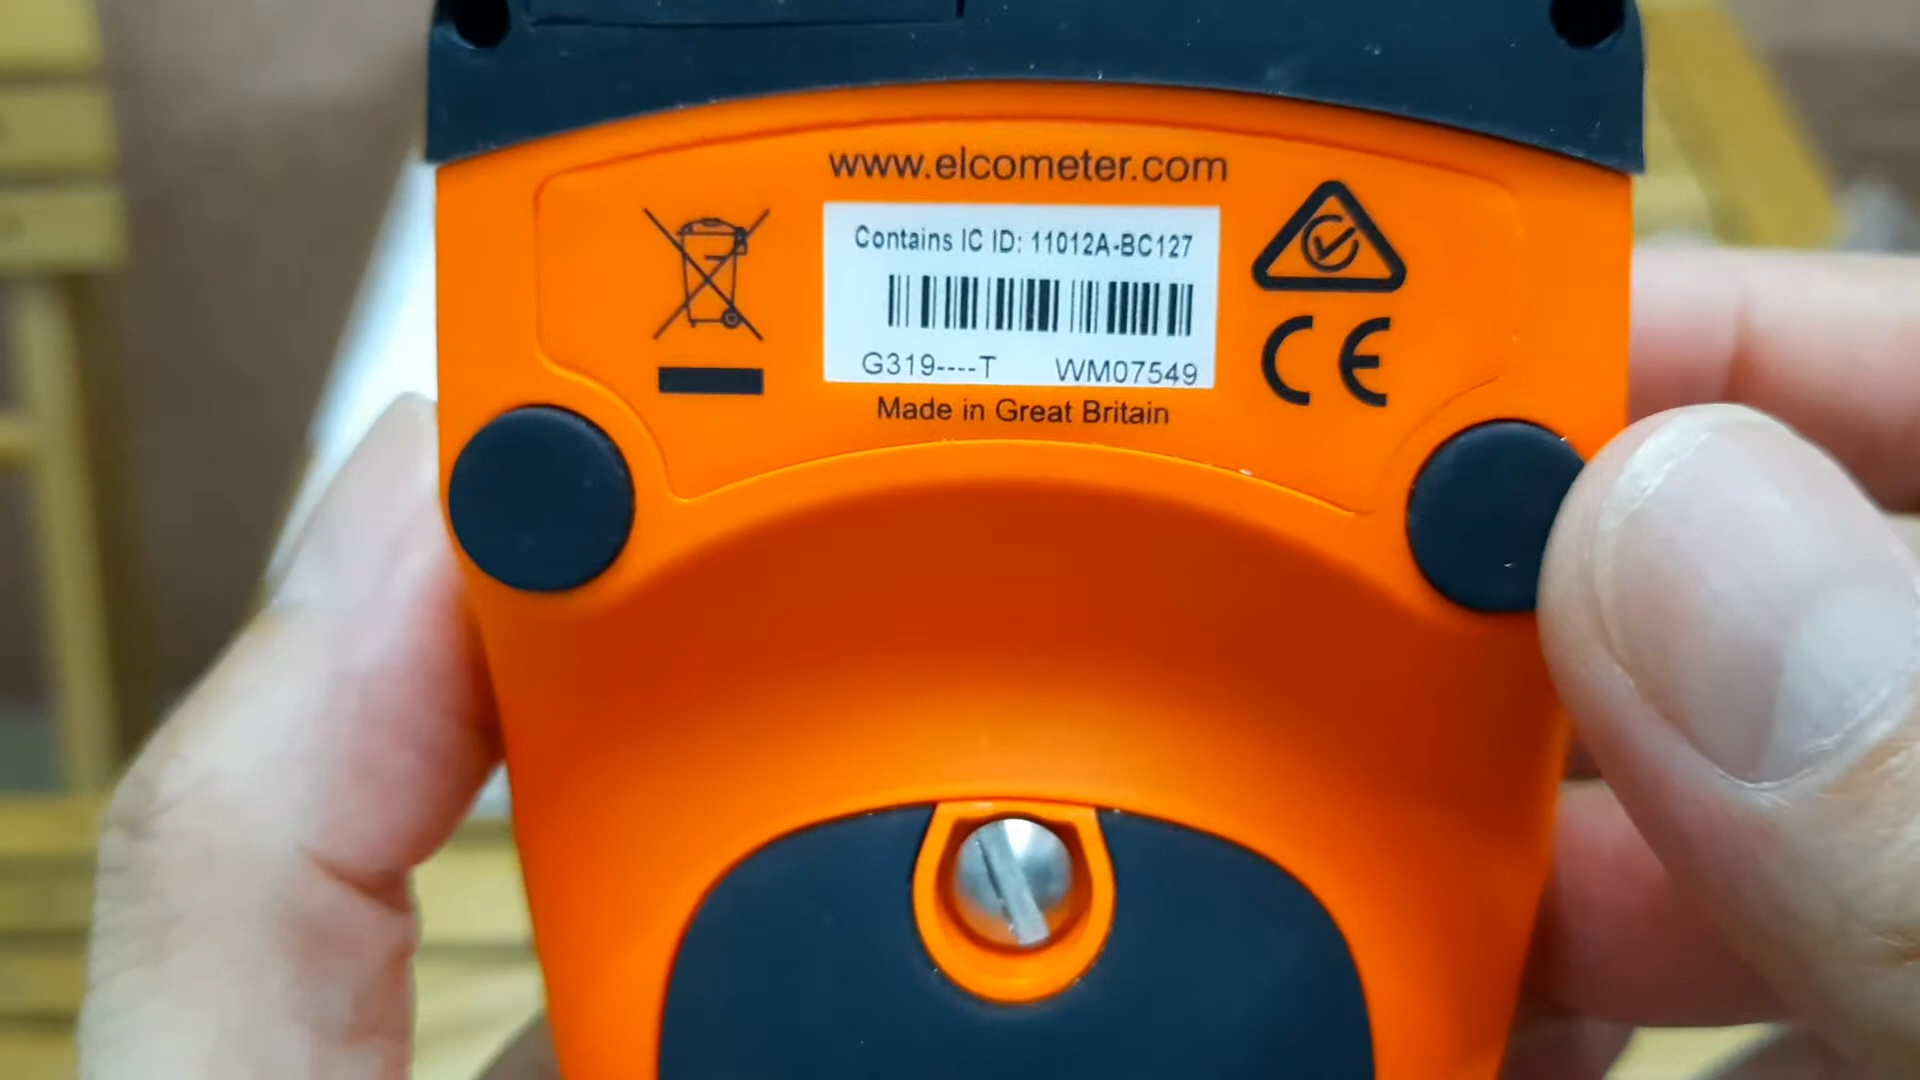 www.elcometer.com
Contains IC ID: 11012A-BC127
G319----T WM07549
Made in Great Britain
CE